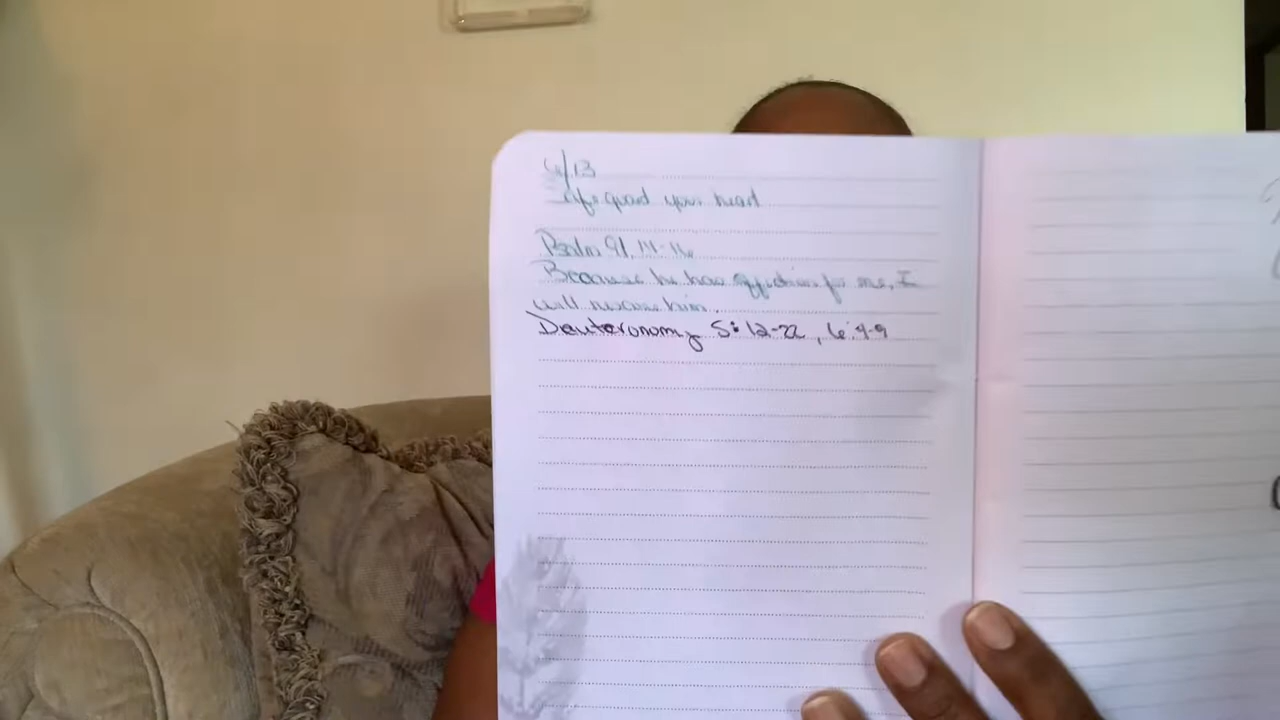 6/13
Safeguard your heart
Psalm 91:14-16
Because he has affection for me, I
will rescue him.
Deuteronomy 5:12-22, 6:4-9